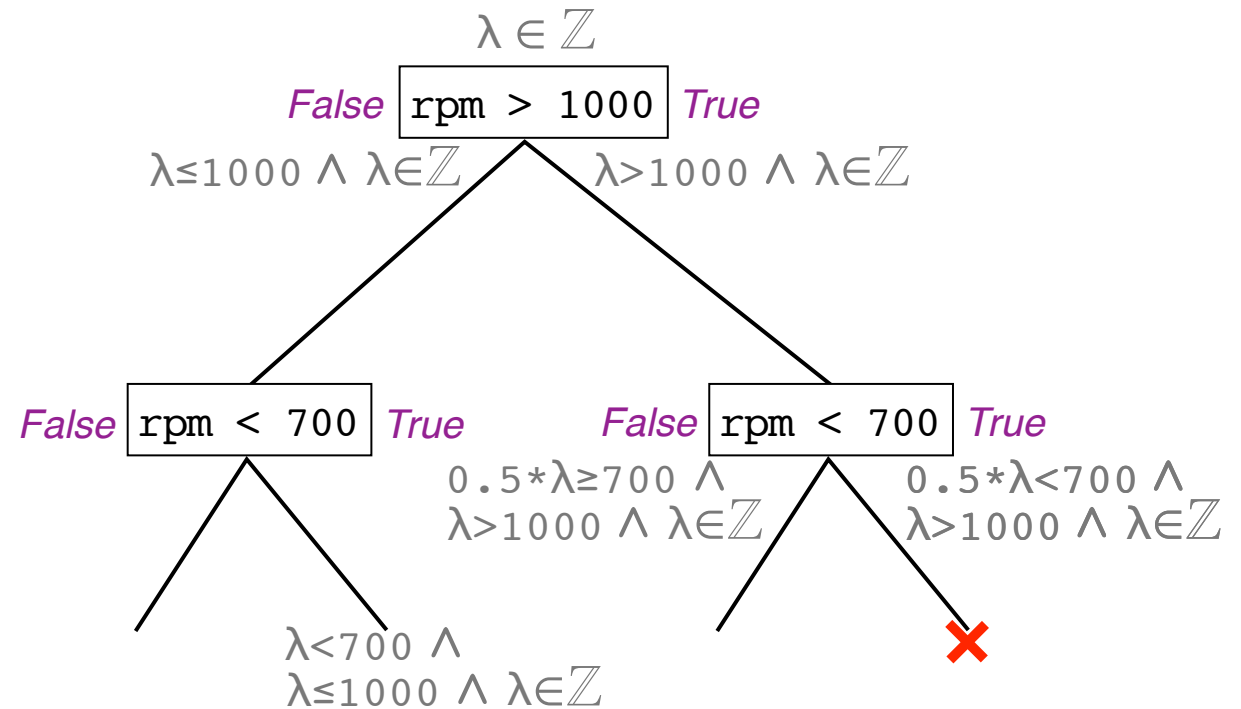 λ ∈ ℤ
False rpm > 1000 True
λ≤1000 ∧ λ∈ℤ λ>1000 ∧ λ∈ℤ
False rpm < 700 True False rpm < 700 True
0.5*λ≥700 ∧
λ>1000 ∧ λ∈ℤ
0.5*λ<700 ∧
λ>1000 ∧ λ∈ℤ
λ<700 ∧
λ≤1000 ∧ λ∈ℤ